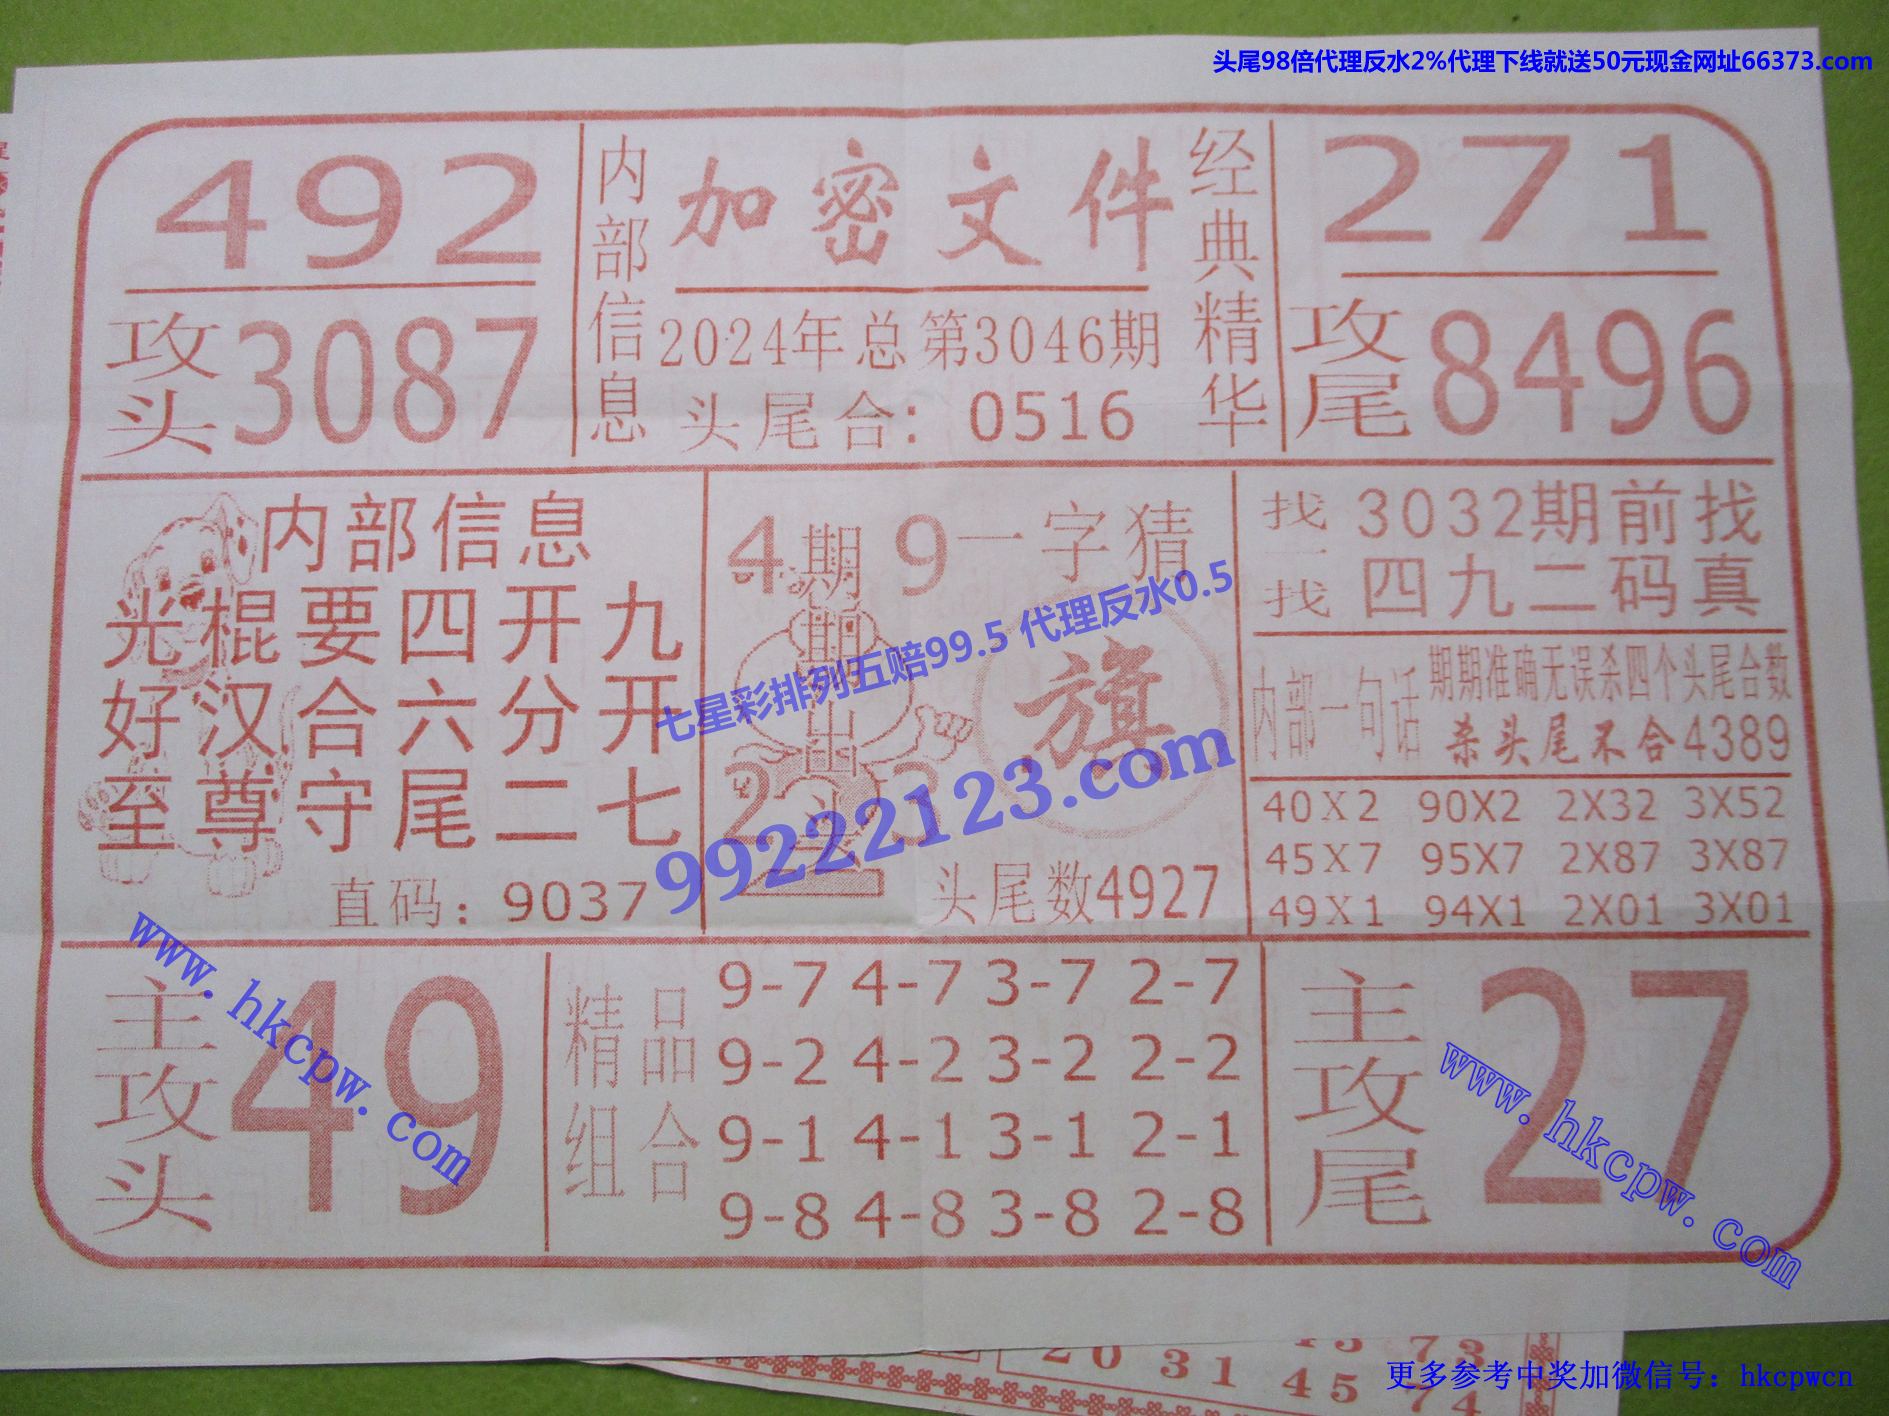 头尾98倍代理反水2%代理下线就送50元现金网址66373.com
492
攻头 3087
内部信息
加密文件
2024年总第3046期
头尾合：0516
经典精华
271
攻尾 8496
内部信息
光棍要四开九
好汉合六分开
至尊守尾二七
直码：9037
4 9
期期出头
2 3
一字猜
旗
头尾数4927
找一找
3032期前找
四九二码真
内部一句话
期期准确无误杀四个头尾合数
杀头尾不合4389
40X2 90X2 2X32 3X52
45X7 95X7 2X87 3X87
49X1 94X1 2X01 3X01
七星彩排列五赔99.5 代理反水0.5
99222123.com
www.hkcpw.com
主攻头
49
精品组合
9-7 4-7 3-7 2-7
9-2 4-2 3-2 2-2
9-1 4-1 3-1 2-1
9-8 4-8 3-8 2-8
主攻尾
27
www.hkcpw.com
20 31 45 73
45 74
更多参考中奖加微信号：hkcpwcn